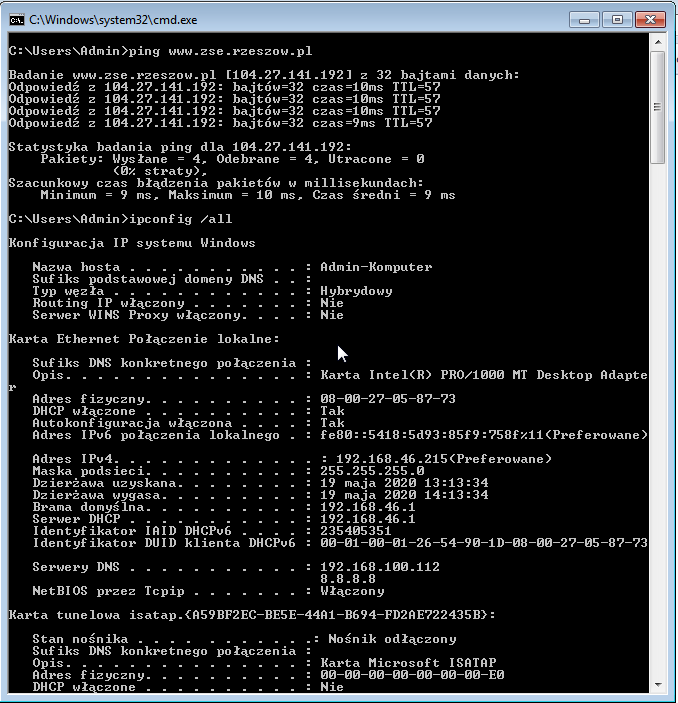 C:\Windows\system32\cmd.exe
C:\Users\Admin>ping www.zse.rzeszow.pl
Badanie www.zse.rzeszow.pl [104.27.141.192] z 32 bajtami danych:
Odpowiedź z 104.27.141.192: bajtów=32 czas=10ms TTL=57
Odpowiedź z 104.27.141.192: bajtów=32 czas=10ms TTL=57
Odpowiedź z 104.27.141.192: bajtów=32 czas=10ms TTL=57
Odpowiedź z 104.27.141.192: bajtów=32 czas=9ms TTL=57
Statystyka badania ping dla 104.27.141.192:
    Pakiety: Wysłane = 4, Odebrane = 4, Utracone = 0
             (0% straty),
Szacunkowy czas błądzenia pakietów w millisekundach:
    Minimum = 9 ms, Maksimum = 10 ms, Czas średni = 9 ms
C:\Users\Admin>ipconfig /all
Konfiguracja IP systemu Windows
   Nazwa hosta . . . . . . . . . . . : Admin-Komputer
   Sufiks podstawowej domeny DNS . . :
   Typ węzła . . . . . . . . . . . . : Hybrydowy
   Routing IP włączony . . . . . . . : Nie
   Serwer WINS Proxy włączony. . . . : Nie
Karta Ethernet Połączenie lokalne:
   Sufiks DNS konkretnego połączenia :
   Opis. . . . . . . . . . . . . . . : Karta Intel(R) PRO/1000 MT Desktop Adapte
r
   Adres fizyczny. . . . . . . . . . : 08-00-27-05-87-73
   DHCP włączone . . . . . . . . . . : Tak
   Autokonfiguracja włączona . . . . : Tak
   Adres IPv6 połączenia lokalnego . : fe80::5418:5d93:85f9:758f%11(Preferowane)
   Adres IPv4. . . . . . . . . . . . . : 192.168.46.215(Preferowane)
   Maska podsieci. . . . . . . . . . : 255.255.255.0
   Dzierżawa uzyskana. . . . . . . . : 19 maja 2020 13:13:34
   Dzierżawa wygasa. . . . . . . . . : 19 maja 2020 14:13:34
   Brama domyślna. . . . . . . . . . : 192.168.46.1
   Serwer DHCP . . . . . . . . . . . : 192.168.46.1
   Identyfikator IAID DHCPv6 . . . . : 235405351
   Identyfikator DUID klienta DHCPv6 : 00-01-00-01-26-54-90-1D-08-00-27-05-87-73
   Serwery DNS . . . . . . . . . . . : 192.168.100.112
                                       8.8.8.8
   NetBIOS przez Tcpip . . . . . . . : Włączony
Karta tunelowa isatap.{A59BF2EC-BE5E-44A1-B694-FD2AE722435B}:
   Stan nośnika . . . . . . . . . . .: Nośnik odłączony
   Sufiks DNS konkretnego połączenia :
   Opis. . . . . . . . . . . . . . . : Karta Microsoft ISATAP
   Adres fizyczny. . . . . . . . . . : 00-00-00-00-00-00-00-E0
   DHCP włączone . . . . . . . . . . : Nie